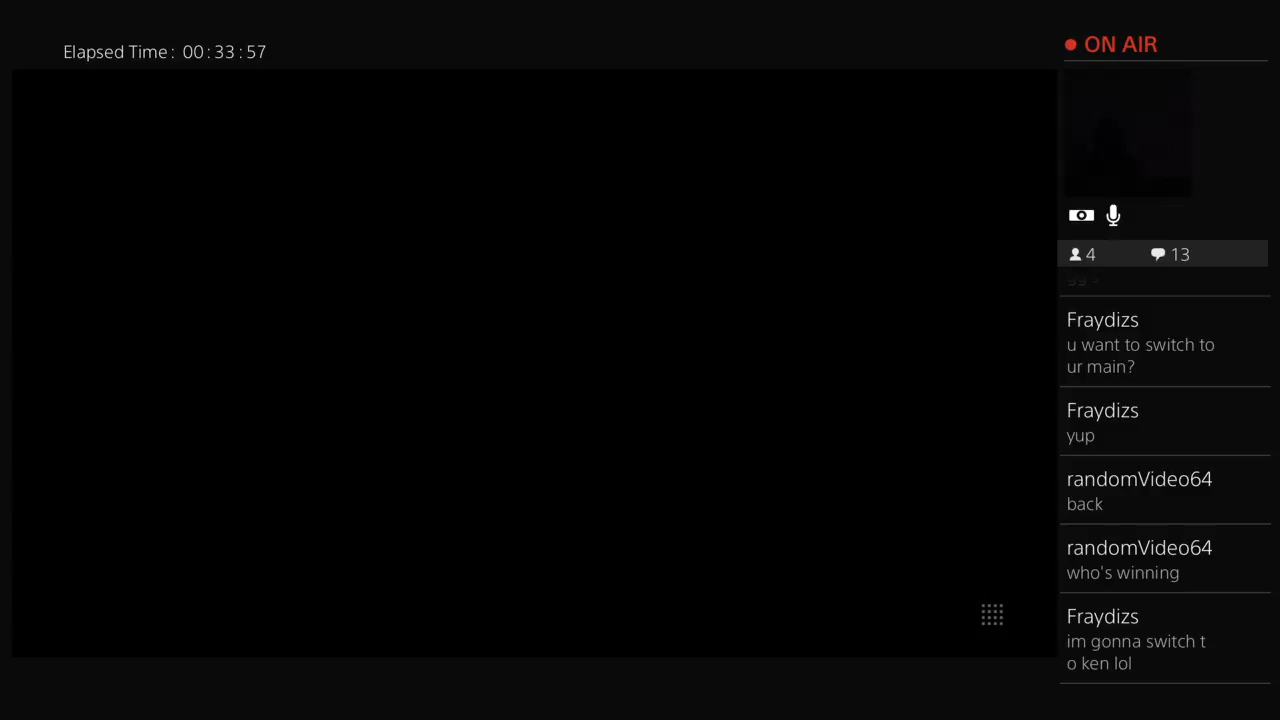 Elapsed Time: 00:33:57
ON AIR
4 13
Fraydizs
u want to switch to
ur main?
Fraydizs
yup
randomVideo64
back
randomVideo64
who's winning
Fraydizs
im gonna switch t
o ken lol